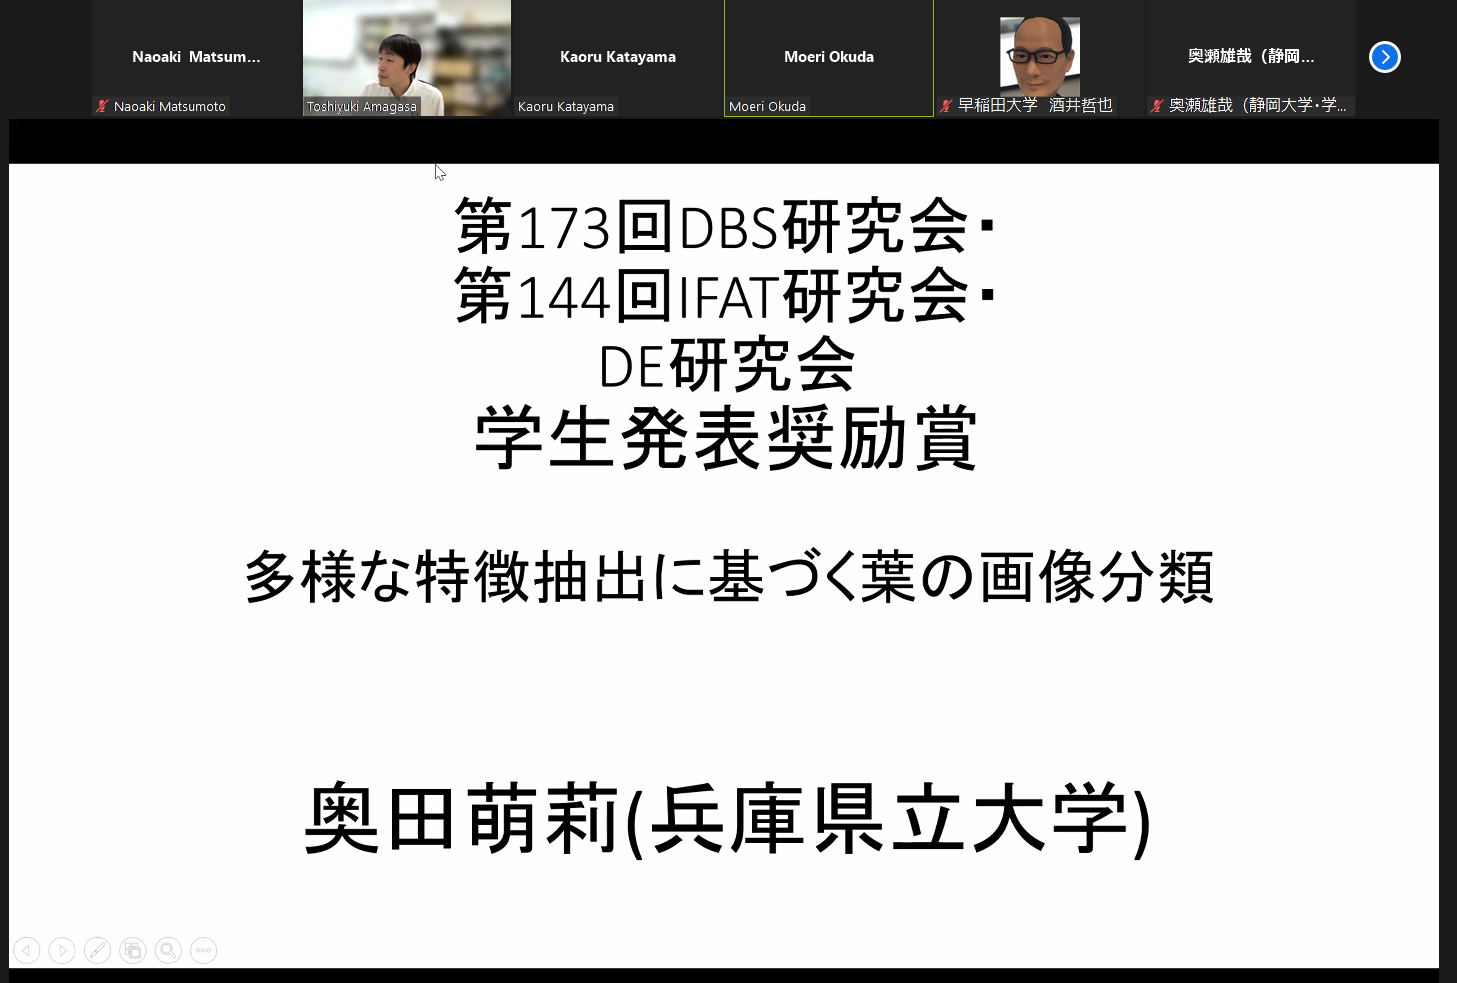 Naoaki Matsum...
Kaoru Katayama
Moeri Okuda
奥瀬雄哉（静岡...
Naoaki Matsumoto
Toshiyuki Amagasa
Kaoru Katayama
Moeri Okuda
早稲田大学　酒井哲也
奥瀬雄哉（静岡大学・学...
第173回DBS研究会・
第144回IFAT研究会・
DE研究会
学生発表奨励賞
多様な特徴抽出に基づく葉の画像分類
奥田萌莉(兵庫県立大学)